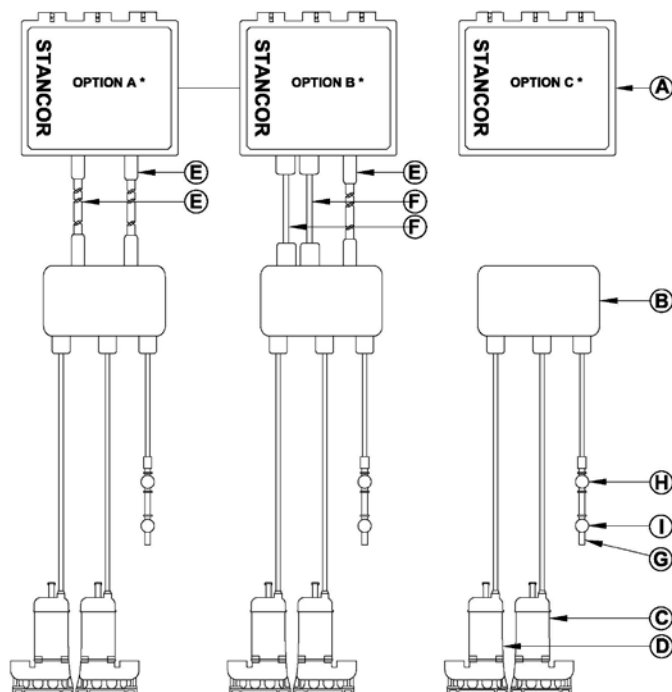 STANCOR
OPTION A *
STANCOR
OPTION B *
STANCOR
OPTION C *
A
E
E
F
F
E
B
H
I
G
C
D